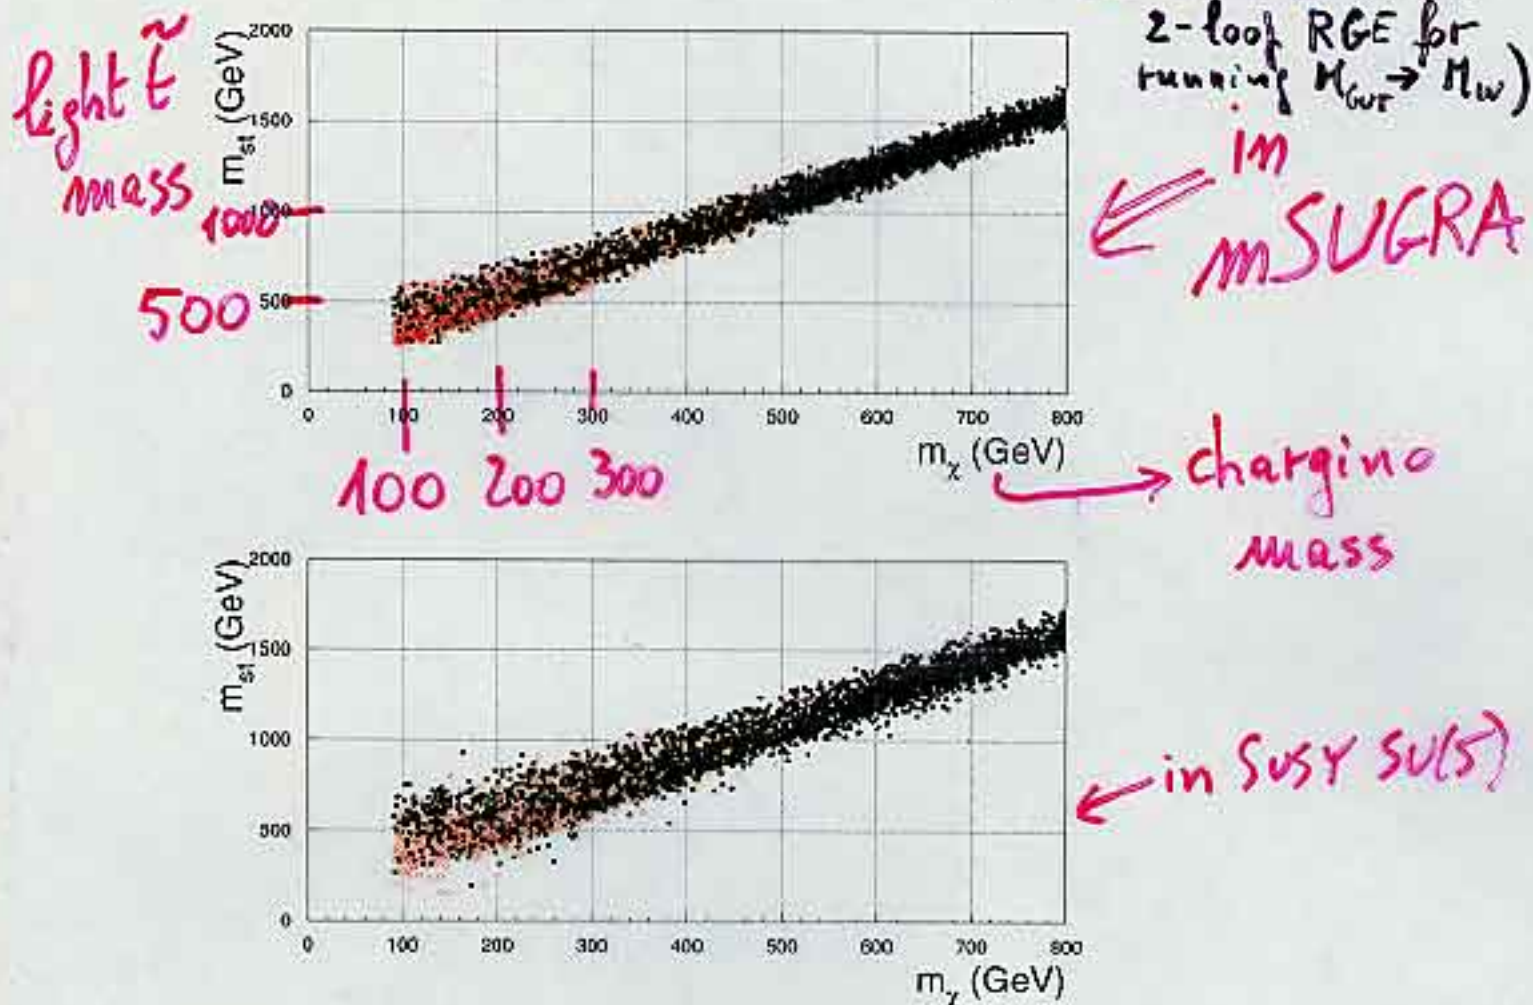 2-loop RGE for
running M_GUT → M_W)
light t̃
mass
in
mSUGRA
m_st1 (GeV)
2000
1500
1000
1000
500
500
0
0 100 200 300 400 500 600 700 800
m_χ (GeV)
100 200 300
chargino
mass
m_st1 (GeV)
2000
1500
1000
500
0
in SUSY SU(5)
0 100 200 300 400 500 600 700 800
m_χ (GeV)